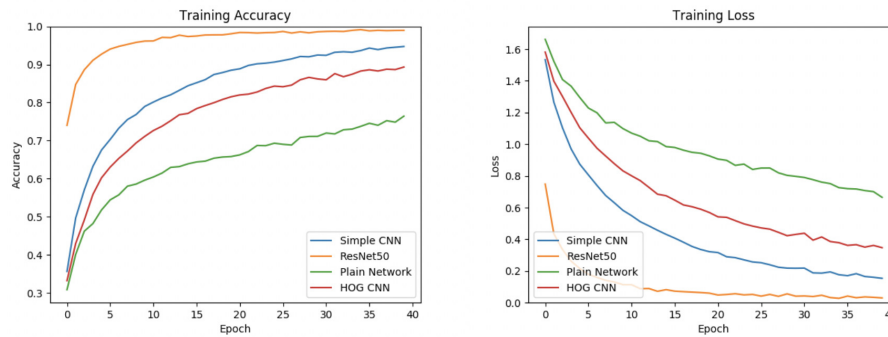 Training Accuracy
1.0
0.9
0.8
0.7
0.6
0.5
0.4
0.3
Accuracy
0
5
10
15
20
25
30
35
40
Epoch
Simple CNN
ResNet50
Plain Network
HOG CNN
Training Loss
1.6
1.4
1.2
1.0
0.8
0.6
0.4
0.2
0.0
Loss
0
5
10
15
20
25
30
35
Epoch
Simple CNN
ResNet50
Plain Network
HOG CNN